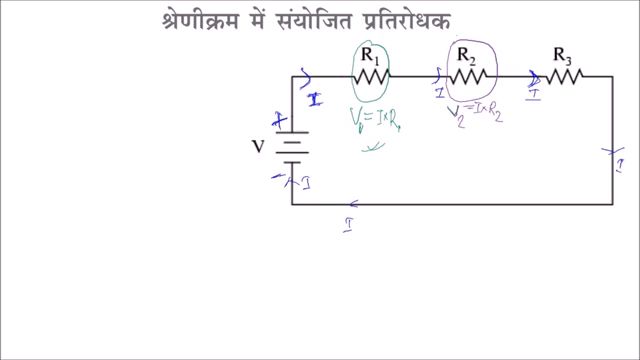 श्रेणीक्रम में संयोजित प्रतिरोधक
R₁ R₂ R₃
I I I
V₁ = I×R₁ V₂ = I×R₂
+
V
- I I
I